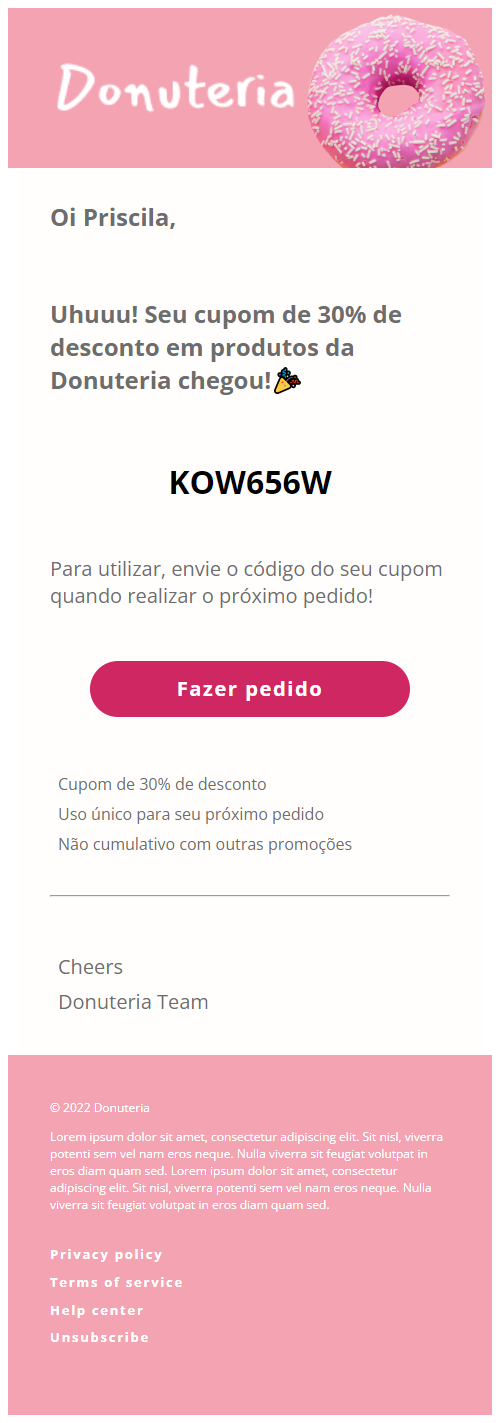 Donuteria
Oi Priscila,
Uhuuu! Seu cupom de 30% de
desconto em produtos da
Donuteria chegou!🎉
KOW656W
Para utilizar, envie o código do seu cupom
quando realizar o próximo pedido!
Fazer pedido
Cupom de 30% de desconto
Uso único para seu próximo pedido
Não cumulativo com outras promoções
Cheers
Donuteria Team
© 2022 Donuteria
Lorem ipsum dolor sit amet, consectetur adipiscing elit. Sit nisl, viverra
potenti sem vel nam eros neque. Nulla viverra sit feugiat volutpat in
eros diam quam sed. Lorem ipsum dolor sit amet, consectetur
adipiscing elit. Sit nisl, viverra potenti sem vel nam eros neque. Nulla
viverra sit feugiat volutpat in eros diam quam sed.
Privacy policy
Terms of service
Help center
Unsubscribe